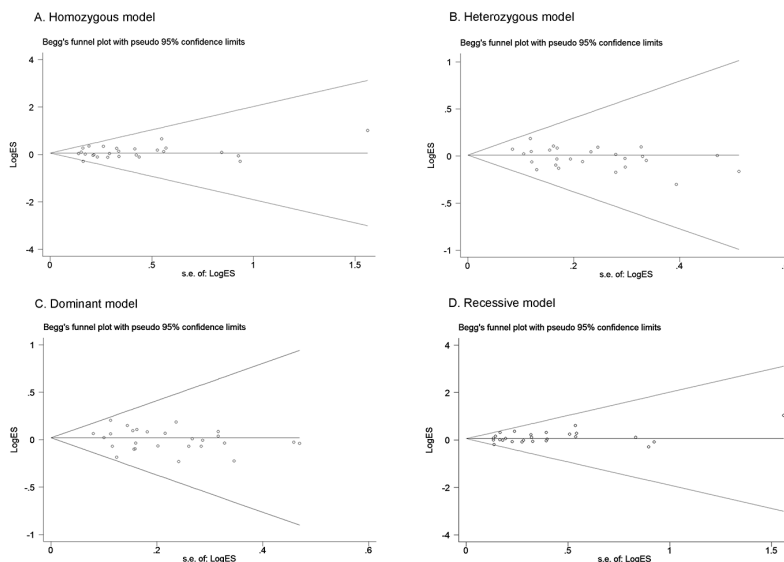 A. Homozygous model
Begg's funnel plot with pseudo 95% confidence limits
4
2
0
-2
-4
LogES
0
.5
1
1.5
s.e. of: LogES
B. Heterozygous model
Begg's funnel plot with pseudo 95% confidence limits
1
.5
0
-.5
-1
LogES
0
.2
.4
s.e. of: LogES
C. Dominant model
Begg's funnel plot with pseudo 95% confidence limits
1
.5
0
-.5
-1
LogES
0
.2
.4
.6
s.e. of: LogES
D. Recessive model
Begg's funnel plot with pseudo 95% confidence limits
4
2
0
-2
-4
LogES
0
.5
1
1.5
s.e. of: LogES